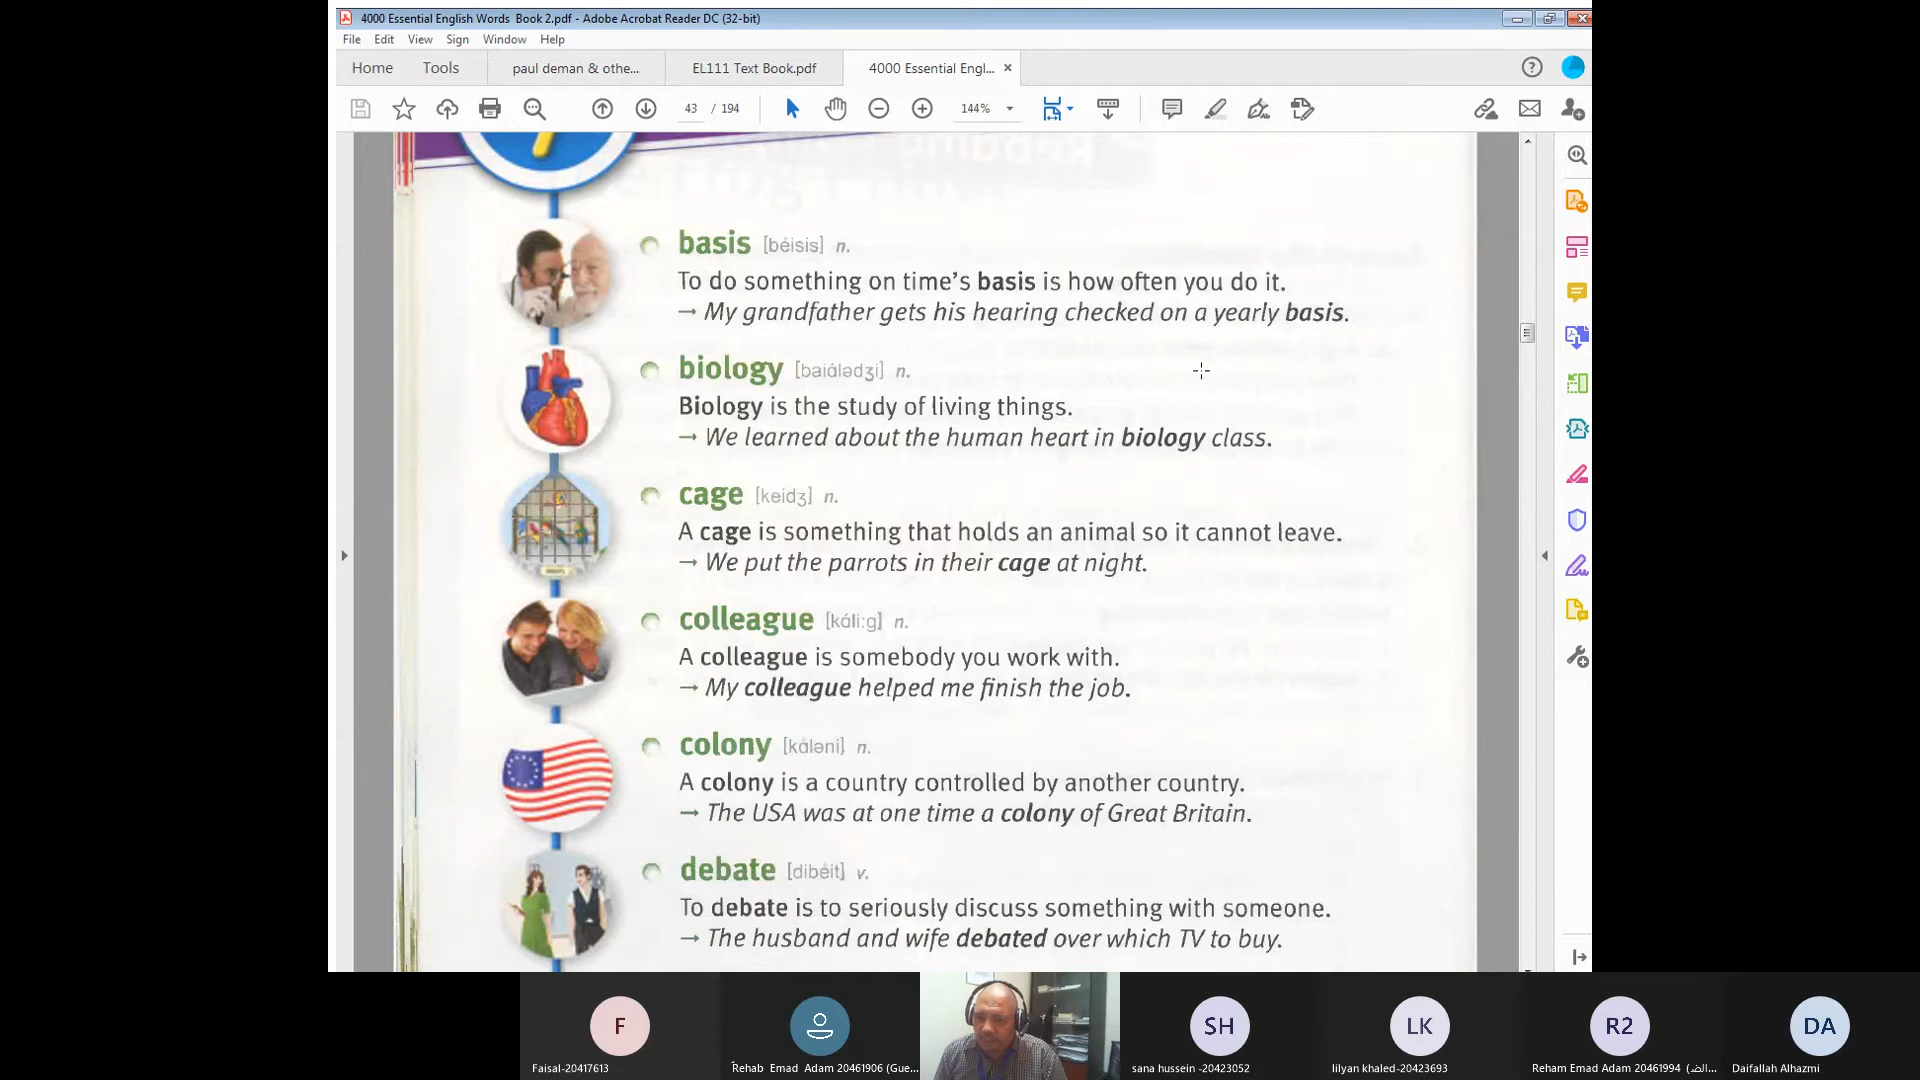 4000 Essential English Words Book 2.pdf - Adobe Acrobat Reader DC (32-bit)
File Edit View Sign Window Help
Home Tools paul deman & othe... EL111 Text Book.pdf 4000 Essential Engl... ×
43 / 194 144%
basis [béisis] n.
To do something on time's basis is how often you do it.
→ My grandfather gets his hearing checked on a yearly basis.
biology [baiálədʒi] n.
Biology is the study of living things.
→ We learned about the human heart in biology class.
cage [keidʒ] n.
A cage is something that holds an animal so it cannot leave.
→ We put the parrots in their cage at night.
colleague [káli:g] n.
A colleague is somebody you work with.
→ My colleague helped me finish the job.
colony [káləni] n.
A colony is a country controlled by another country.
→ The USA was at one time a colony of Great Britain.
debate [dibéit] v.
To debate is to seriously discuss something with someone.
→ The husband and wife debated over which TV to buy.
F SH LK R2 DA
Faisal-20417613 Rehab Emad Adam 20461906 (Gue... sana hussein -20423052 lilyan khaled-20423693 Reham Emad Adam 20461994 Daifallah Alhazmi